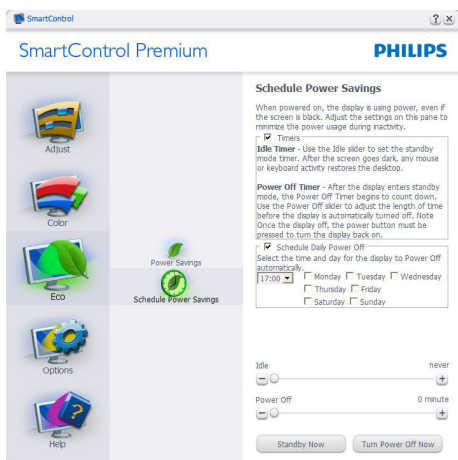 SmartControl
SmartControl Premium
PHILIPS
Adjust
Color
Eco
Options
Help
Power Savings
Schedule Power Savings
Schedule Power Savings
When powered on, the display is using power, even if
the screen is black. Adjust the settings on this pane to
minimize the power usage during inactivity.
Timers
Idle Timer - Use the Idle slider to set the standby
mode timer. After the screen goes dark, any mouse
or keyboard activity restores the desktop.
Power Off Timer - After the display enters standby
mode, the Power Off Timer begins to count down.
Use the Power Off slider to adjust the length of time
before the display is automatically turned off. Note
Once the display off, the power button must be
pressed to turn the display back on.
Schedule Daily Power Off
Select the time and day for the display to Power Off
automatically.
17:00 Monday Tuesday Wednesday
Thursday Friday
Saturday Sunday
Idle never
Power Off 0 minute
Standby Now Turn Power Off Now